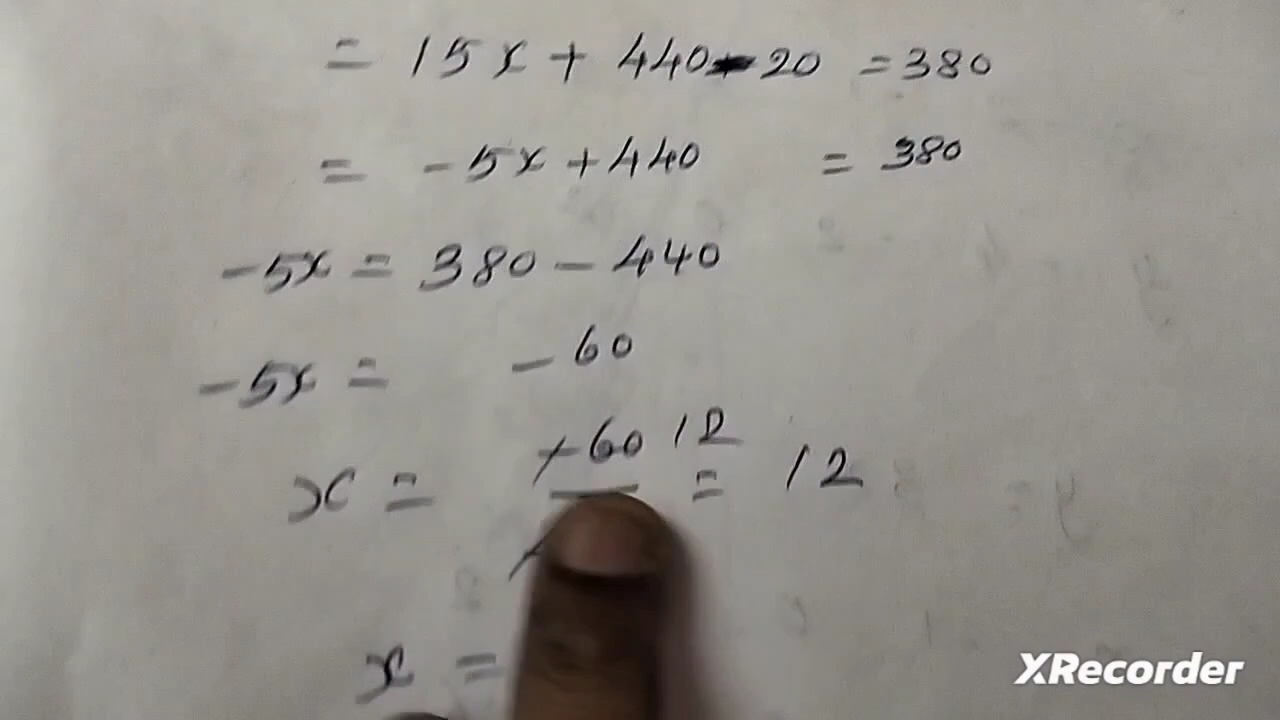 = 15x + 440 - 20 = 380
= -5x + 440 = 380
-5x = 380 - 440
-5x = -60
x = -60 12 = 12
x =
XRecorder